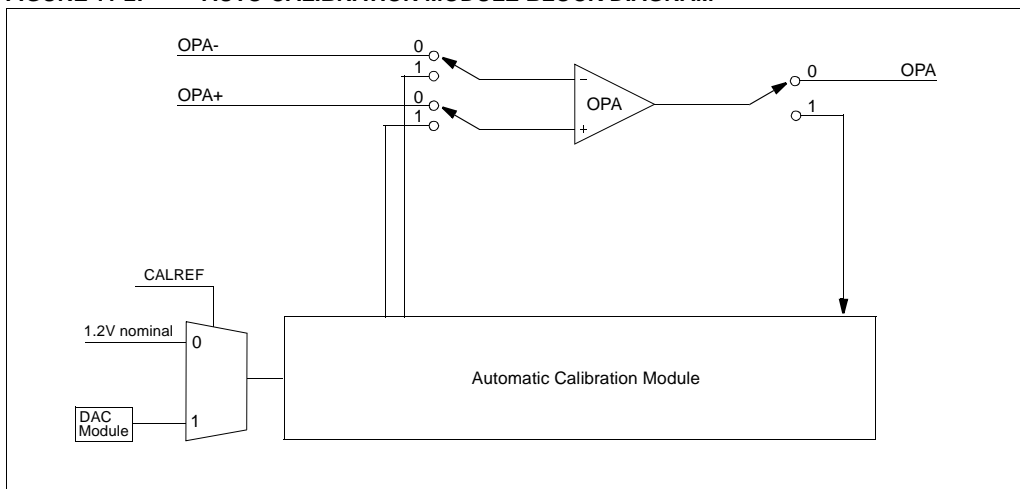 OPA-
0
1
OPA+
0
1
−
OPA
+
0
OPA
1
CALREF
1.2V nominal
0
DAC
Module
1
Automatic Calibration Module